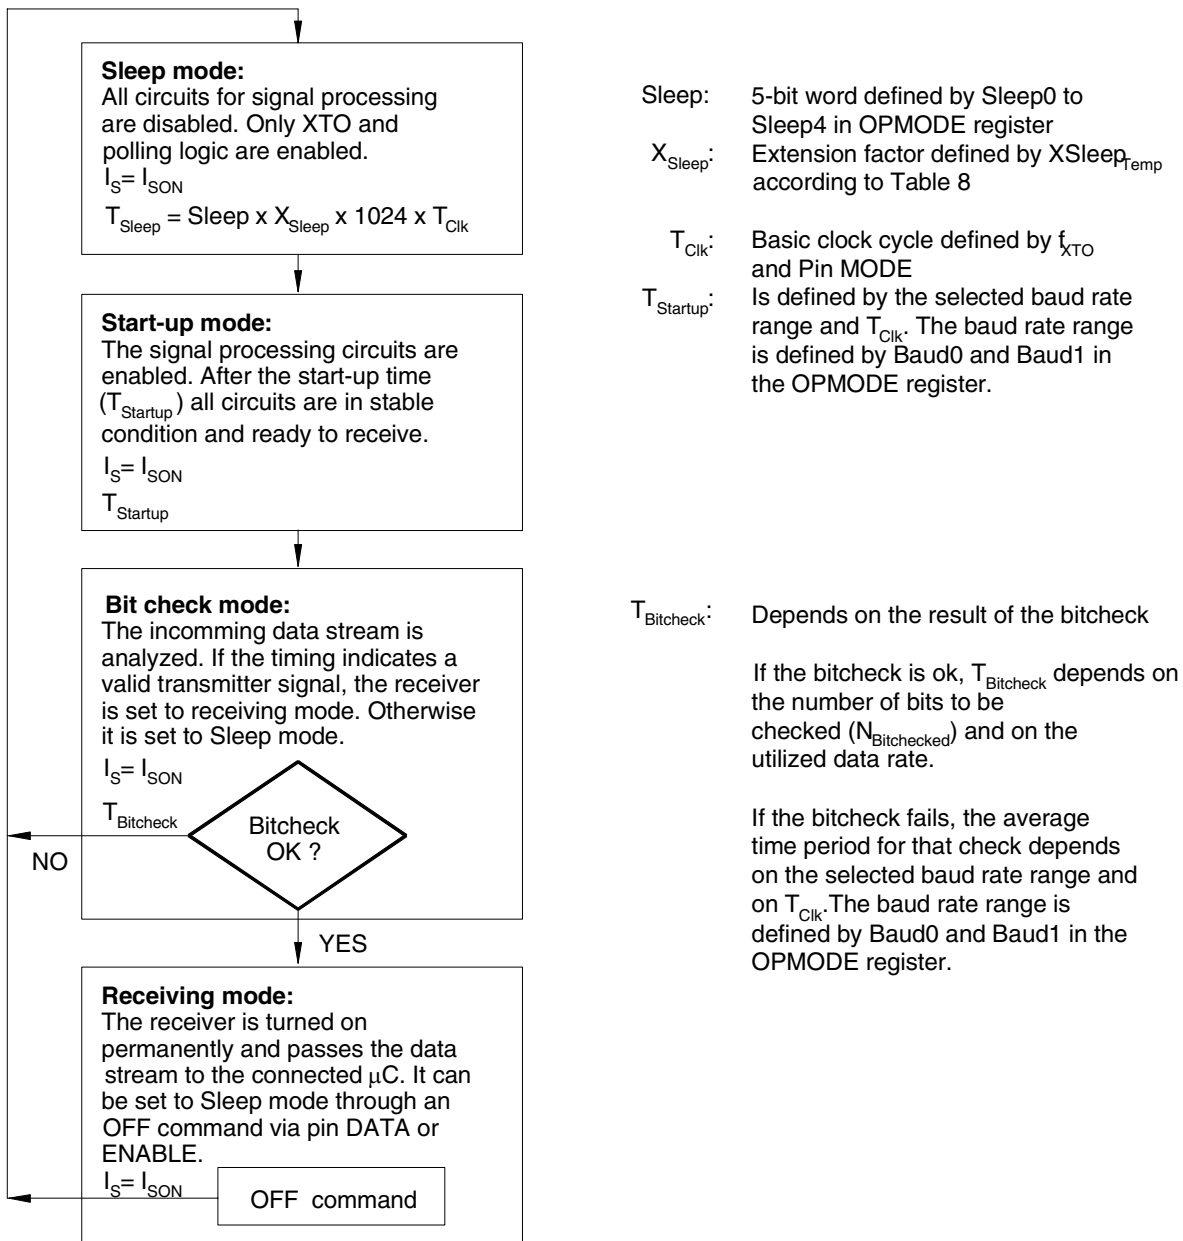 Sleep mode:
All circuits for signal processing
are disabled. Only XTO and
polling logic are enabled.
IS= ISON
TSleep = Sleep x XSleep x 1024 x TClk
Start-up mode:
The signal processing circuits are
enabled. After the start-up time
(TStartup) all circuits are in stable
condition and ready to receive.
IS= ISON
TStartup
Bit check mode:
The incomming data stream is
analyzed. If the timing indicates a
valid transmitter signal, the receiver
is set to receiving mode. Otherwise
it is set to Sleep mode.
IS= ISON
TBitcheck
Bitcheck
OK ?
NO
YES
Receiving mode:
The receiver is turned on
permanently and passes the data
stream to the connected μC. It can
be set to Sleep mode through an
OFF command via pin DATA or
ENABLE.
IS= ISON
OFF command
Sleep: 5-bit word defined by Sleep0 to
Sleep4 in OPMODE register
XSleep: Extension factor defined by XSleepTemp
according to Table 8
TClk: Basic clock cycle defined by fXTO
and Pin MODE
TStartup: Is defined by the selected baud rate
range and TClk. The baud rate range
is defined by Baud0 and Baud1 in
the OPMODE register.
TBitcheck: Depends on the result of the bitcheck
If the bitcheck is ok, TBitcheck depends on
the number of bits to be
checked (NBitchecked) and on the
utilized data rate.
If the bitcheck fails, the average
time period for that check depends
on the selected baud rate range and
on TClk.The baud rate range is
defined by Baud0 and Baud1 in the
OPMODE register.